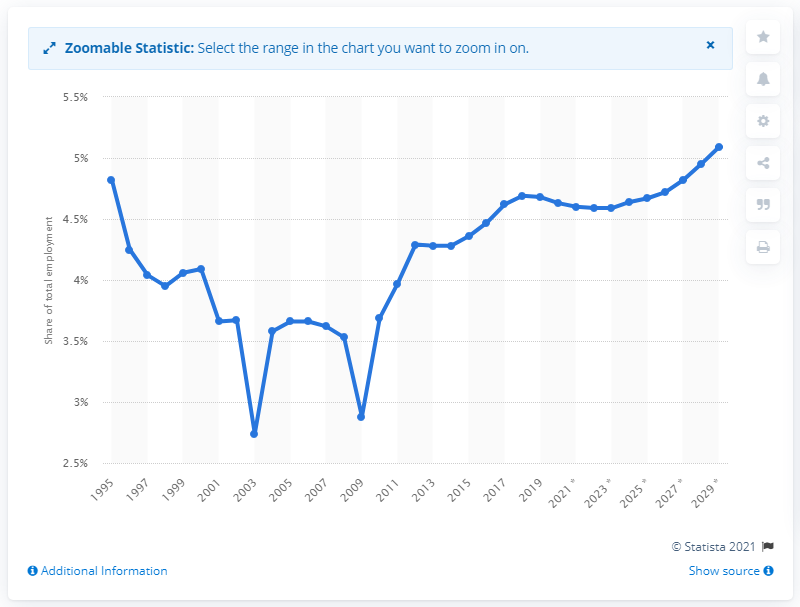 Zoomable Statistic: Select the range in the chart you want to zoom in on. ×
5.5%
5%
4.5%
4%
3.5%
3%
2.5%
Share of total employment
1995 1997 1999 2001 2003 2005 2007 2009 2011 2013 2015 2017 2019 2021* 2023* 2025* 2027* 2029*
© Statista 2021
Additional Information Show source